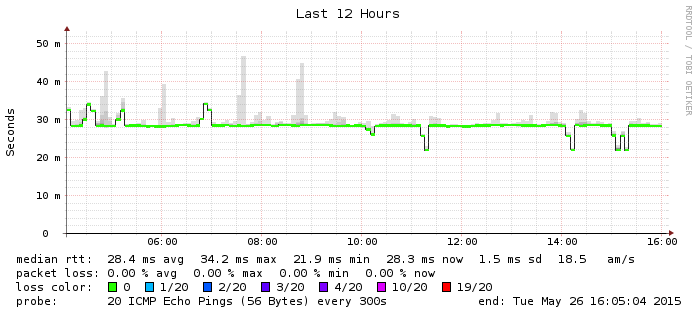 Last 12 Hours
RRDTOOL / TOBI OETIKER
Seconds
50 m
40 m
30 m
20 m
10 m
0
06:00 08:00 10:00 12:00 14:00 16:00
median rtt: 28.4 ms avg 34.2 ms max 21.9 ms min 28.3 ms now 1.5 ms sd 18.5 am/s
packet loss: 0.00 % avg 0.00 % max 0.00 % min 0.00 % now
loss color: 0 1/20 2/20 3/20 4/20 10/20 19/20
probe: 20 ICMP Echo Pings (56 Bytes) every 300s end: Tue May 26 16:05:04 2015